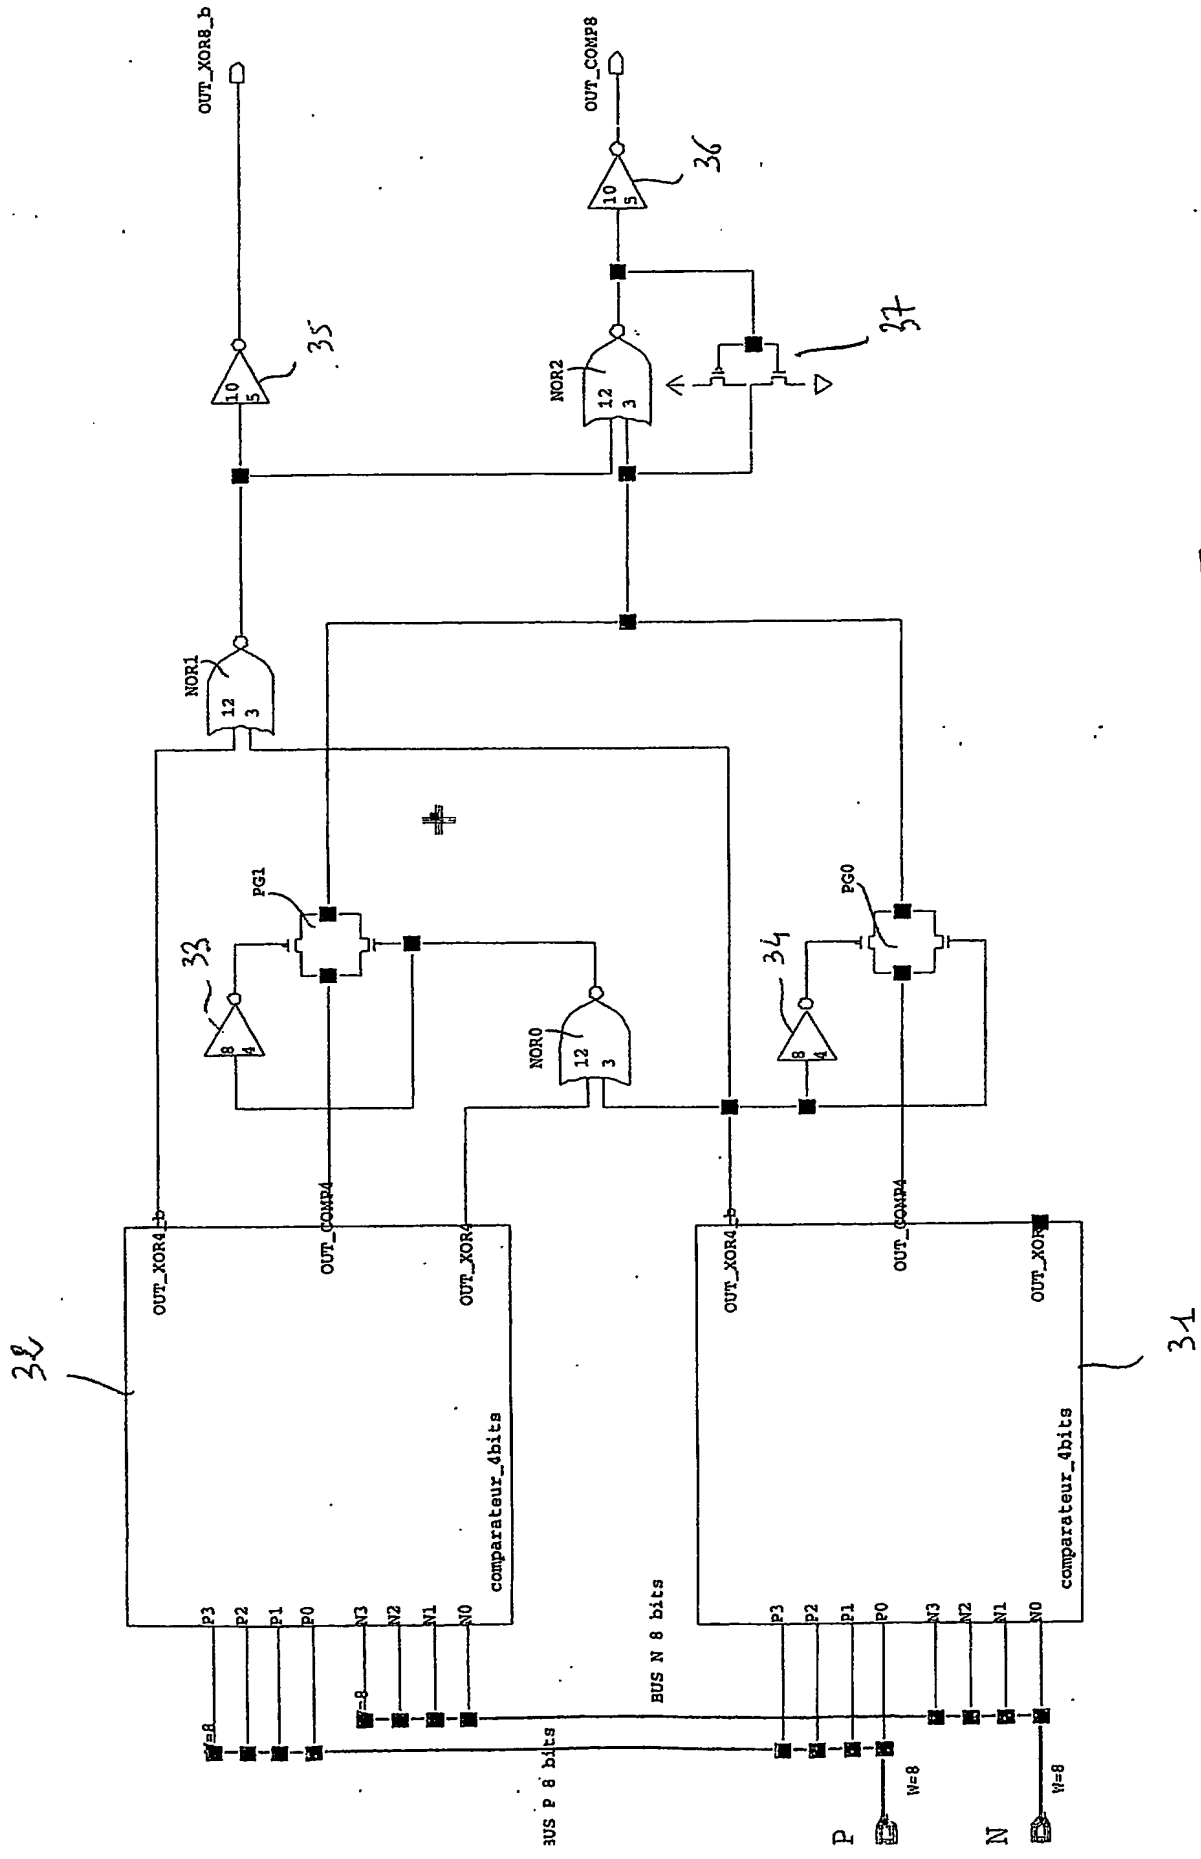 OUT_XOR8_b
OUT_COMP8
10
5
35
10
5
36
NOR2
12
3
37
NOR1
12
3
PG1
33
8
4
NOR0
12
3
PG0
34
8
4
32
OUT_XOR4_b
OUT_COMP4
OUT_XOR4
comparateur_4bits
P3
P2
P1
P0
N3
N2
N1
N0
31
OUT_XOR4_b
OUT_COMP4
OUT_XOR
comparateur_4bits
P3
P2
P1
P0
N3
N2
N1
N0
W=8
BUS N 8 bits
BUS P 8 bits
P
W=8
N
W=8